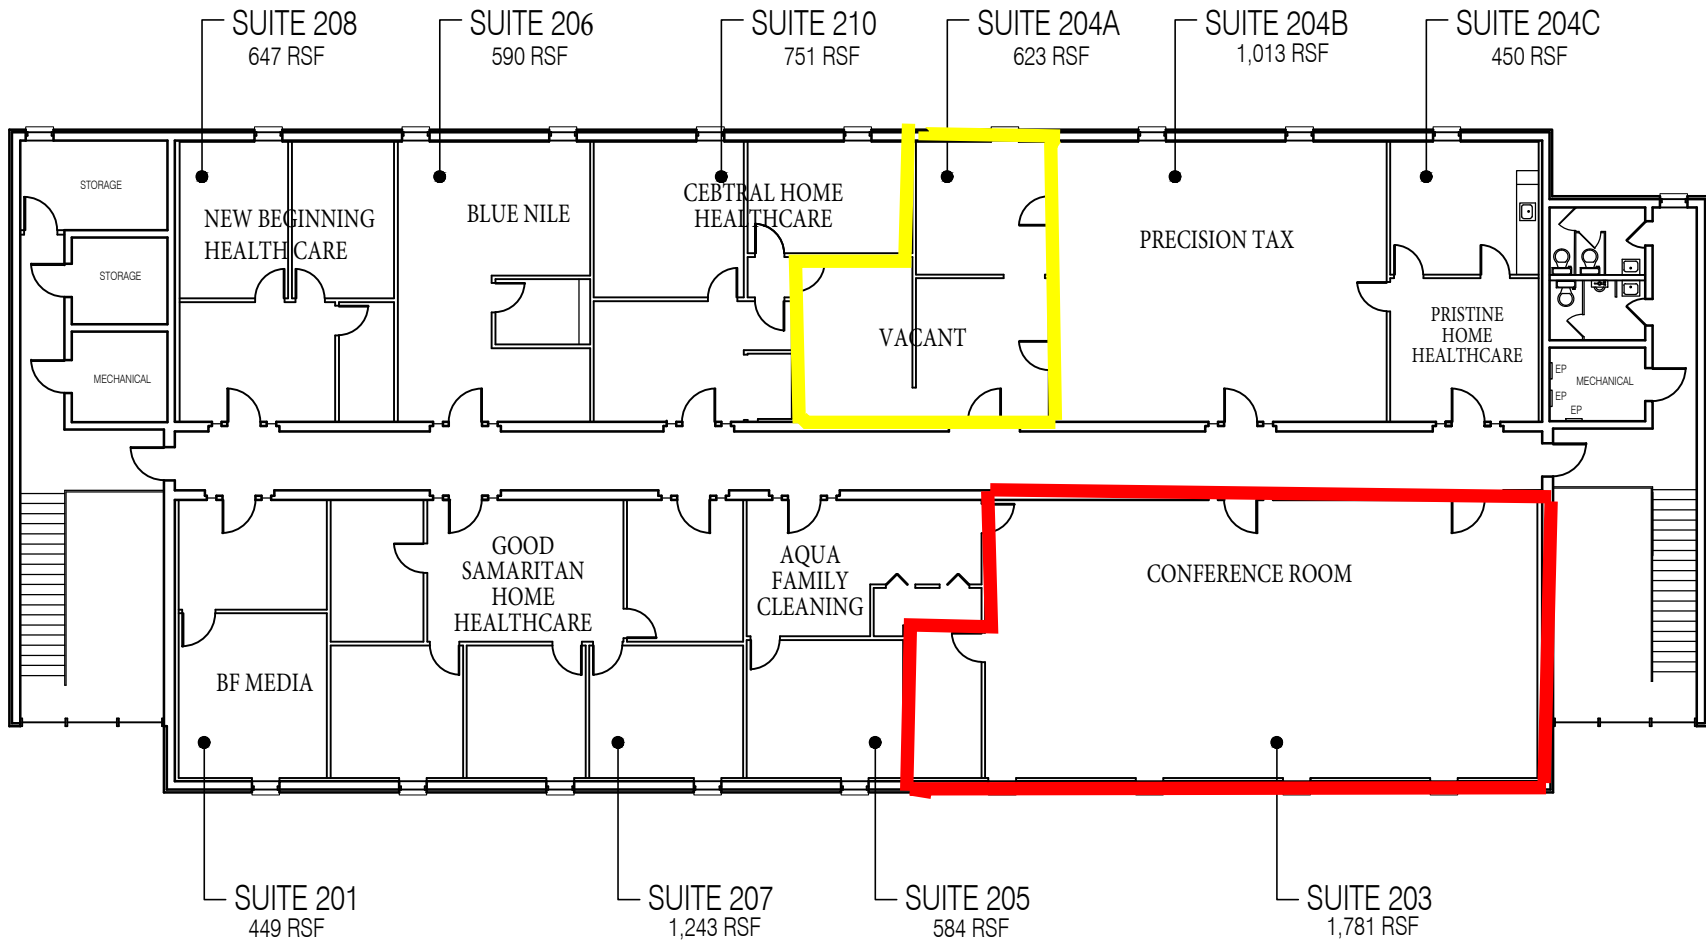 SUITE 208
647 RSF
SUITE 206
590 RSF
SUITE 210
751 RSF
SUITE 204A
623 RSF
SUITE 204B
1,013 RSF
SUITE 204C
450 RSF
STORAGE
STORAGE
MECHANICAL
NEW BEGINNING
HEALTH CARE
BLUE NILE
CEBTRAL HOME
HEALTHCARE
VACANT
PRECISION TAX
PRISTINE
HOME
HEALTHCARE
EP
EP
EP
MECHANICAL
BF MEDIA
GOOD
SAMARITAN
HOME
HEALTHCARE
AQUA
FAMILY
CLEANING
CONFERENCE ROOM
SUITE 201
449 RSF
SUITE 207
1,243 RSF
SUITE 205
584 RSF
SUITE 203
1,781 RSF